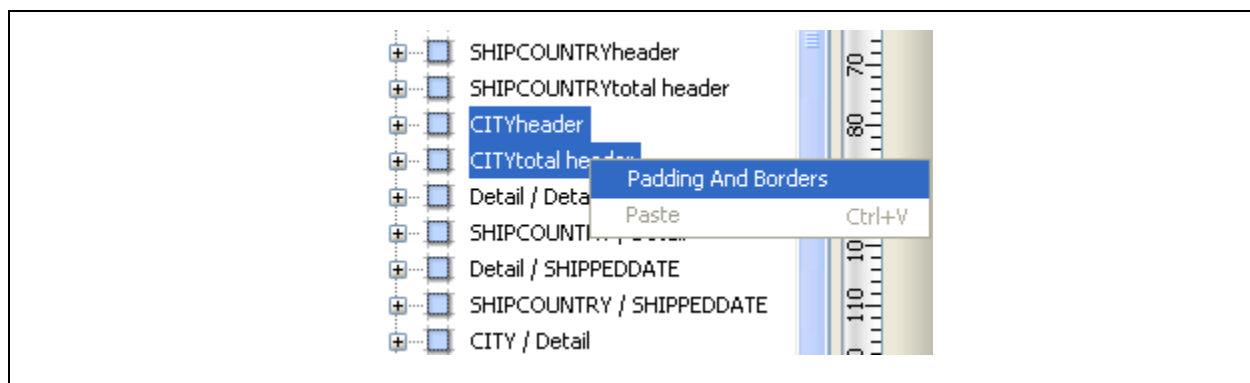 SHIPCOUNTRYheader
SHIPCOUNTRYtotal header
CITYheader
CITYtotal header
Padding And Borders
Detail / Deta
Paste Ctrl+V
SHIPCOUNTRY / Detail
Detail / SHIPPEDDATE
SHIPCOUNTRY / SHIPPEDDATE
CITY / Detail
70
80
110